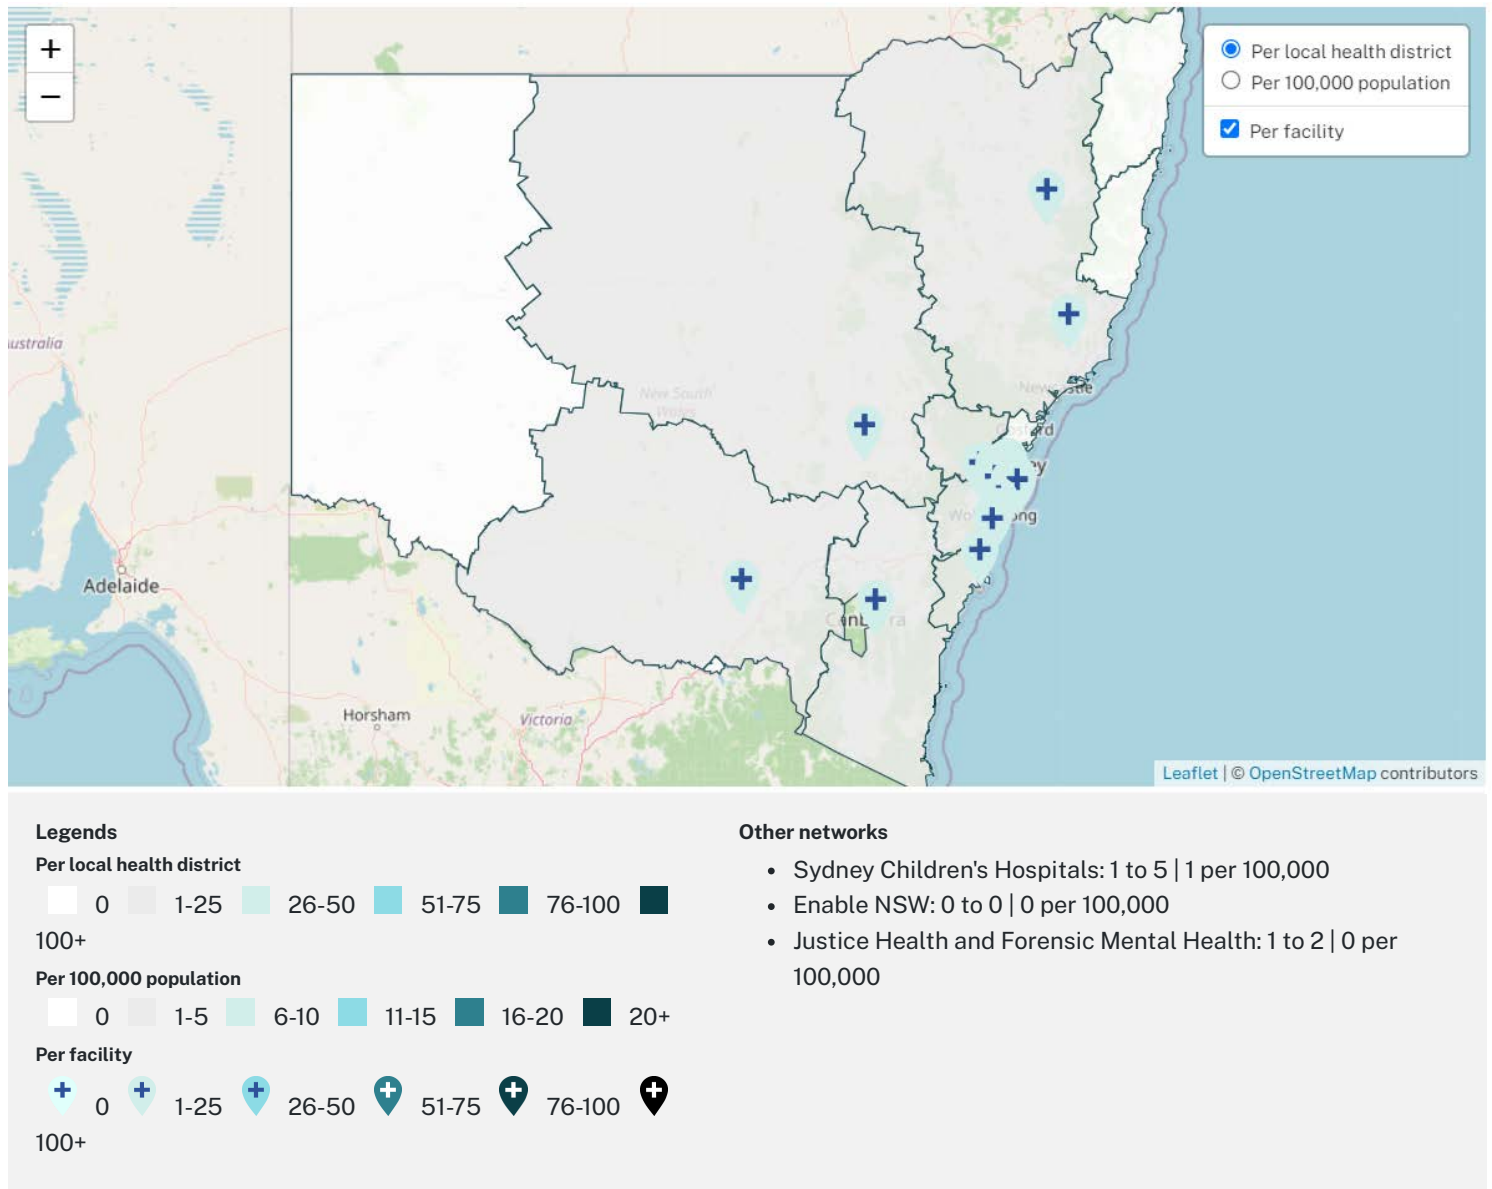 +
−
Per local health district
Per 100,000 population
Per facility
ustralia
New South
Wales
Adelaide
Horsham
Victoria
Leaflet | © OpenStreetMap contributors
Legends
Per local health district
0 1-25 26-50 51-75 76-100
100+
Per 100,000 population
0 1-5 6-10 11-15 16-20 20+
Per facility
0 1-25 26-50 51-75 76-100
100+
Other networks
• Sydney Children's Hospitals: 1 to 5 | 1 per 100,000
• Enable NSW: 0 to 0 | 0 per 100,000
• Justice Health and Forensic Mental Health: 1 to 2 | 0 per
100,000